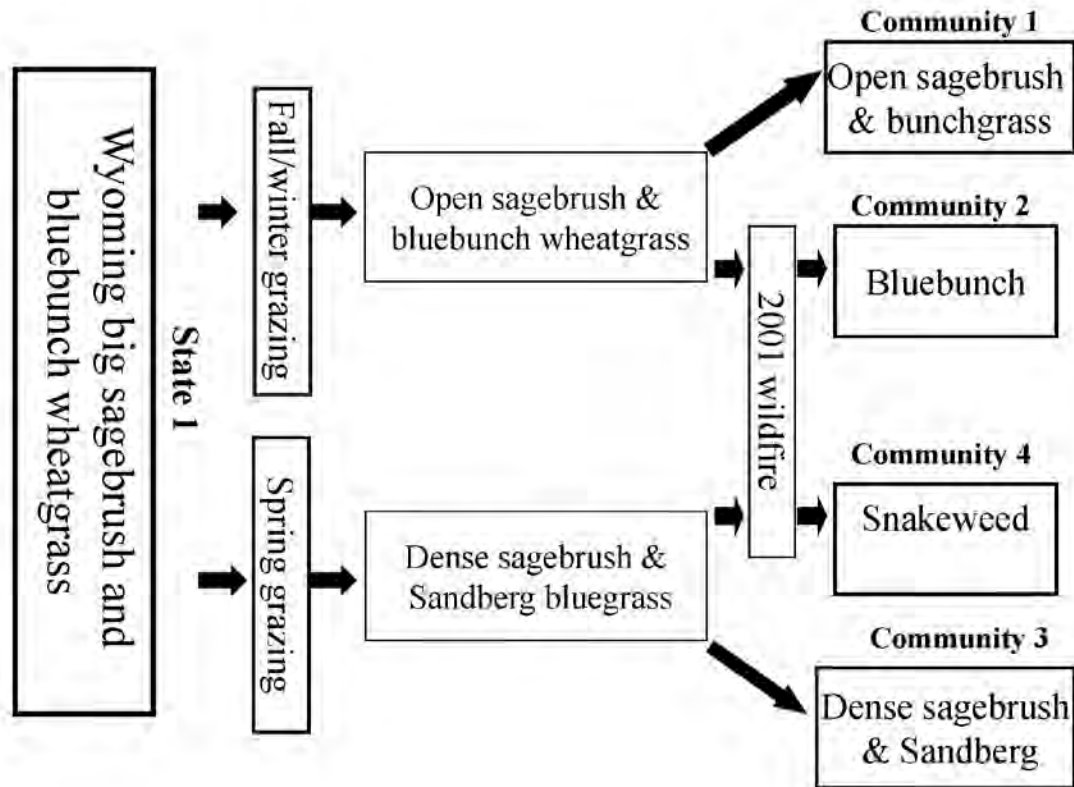 Wyoming big sagebrush and
bluebunch wheatgrass
State 1
Fall/winter grazing
Spring grazing
Open sagebrush &
bluebunch wheatgrass
Dense sagebrush &
Sandberg bluegrass
2001 wildfire
Community 1
Open sagebrush
& bunchgrass
Community 2
Bluebunch
Community 4
Snakeweed
Community 3
Dense sagebrush
& Sandberg